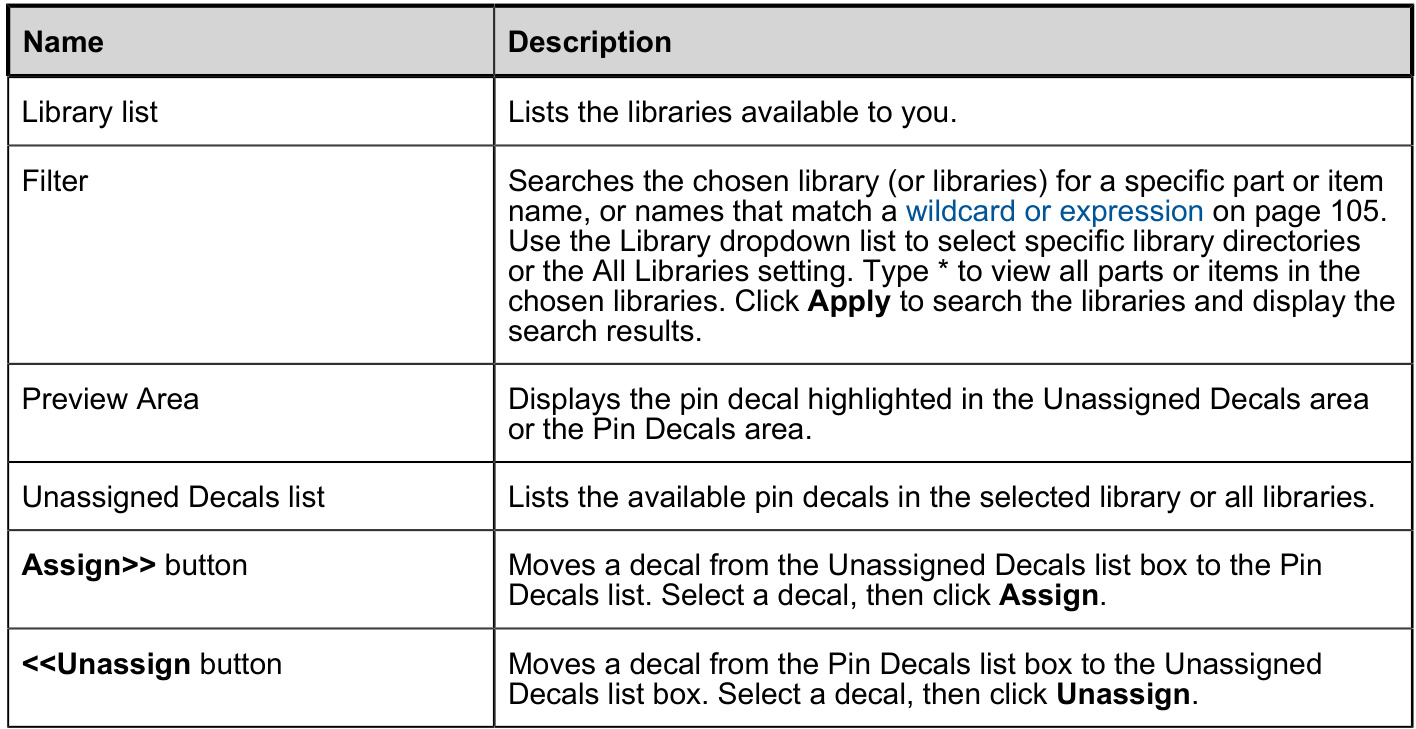 Name
Description
Library list
Lists the libraries available to you.
Filter
Searches the chosen library (or libraries) for a specific part or item
name, or names that match a wildcard or expression on page 105.
Use the Library dropdown list to select specific library directories
or the All Libraries setting. Type * to view all parts or items in the
chosen libraries. Click Apply to search the libraries and display the
search results.
Preview Area
Displays the pin decal highlighted in the Unassigned Decals area
or the Pin Decals area.
Unassigned Decals list
Lists the available pin decals in the selected library or all libraries.
Assign>> button
Moves a decal from the Unassigned Decals list box to the Pin
Decals list. Select a decal, then click Assign.
<<Unassign button
Moves a decal from the Pin Decals list box to the Unassigned
Decals list box. Select a decal, then click Unassign.